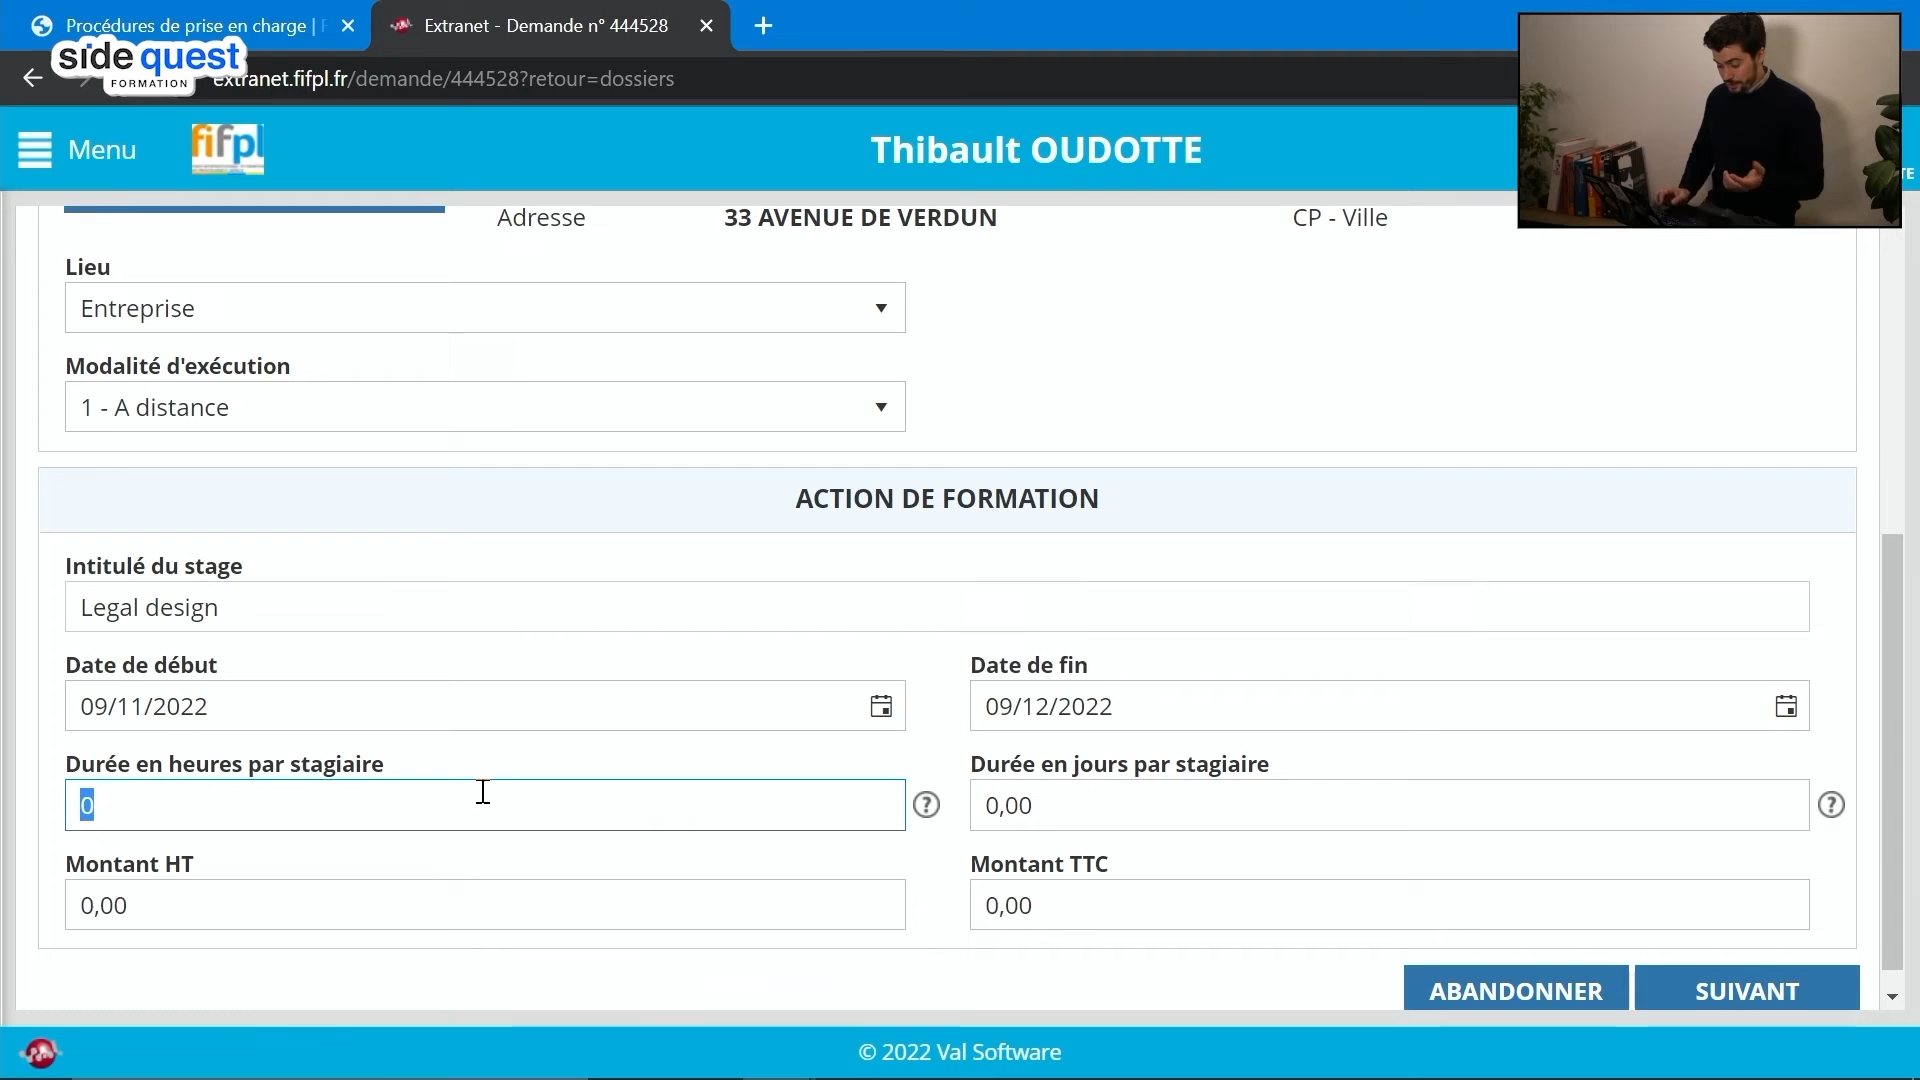 Procédures de prise en charge |
Extranet - Demande n° 444528
side quest
FORMATION
extranet.fifpl.fr/demande/444528?retour=dossiers
Menu
fifpl
Thibault OUDOTTE
TE
Adresse
33 AVENUE DE VERDUN
CP - Ville
Lieu
Entreprise
Modalité d'exécution
1 - A distance
ACTION DE FORMATION
Intitulé du stage
Legal design
Date de début
Date de fin
09/11/2022
09/12/2022
Durée en heures par stagiaire
Durée en jours par stagiaire
0
0,00
Montant HT
Montant TTC
0,00
0,00
ABANDONNER
SUIVANT
© 2022 Val Software